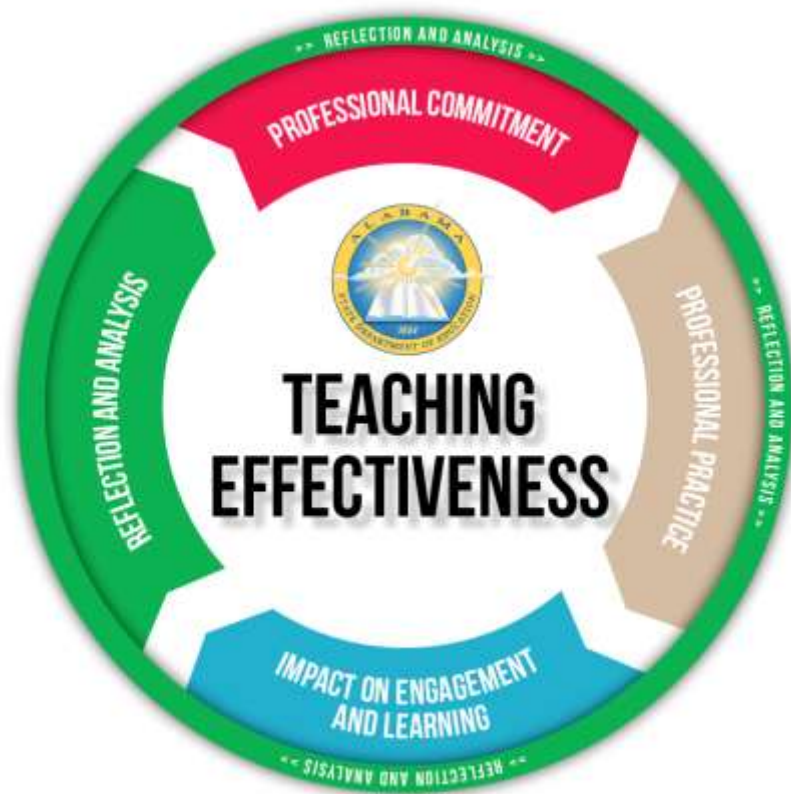 >> REFLECTION AND ANALYSIS >>
PROFESSIONAL COMMITMENT
PROFESSIONAL PRACTICE
>> REFLECTION AND ANALYSIS >>
IMPACT ON ENGAGEMENT
AND LEARNING
>> REFLECTION AND ANALYSIS >>
REFLECTION AND ANALYSIS
ALABAMA
STATE DEPARTMENT OF EDUCATION
TEACHING
EFFECTIVENESS